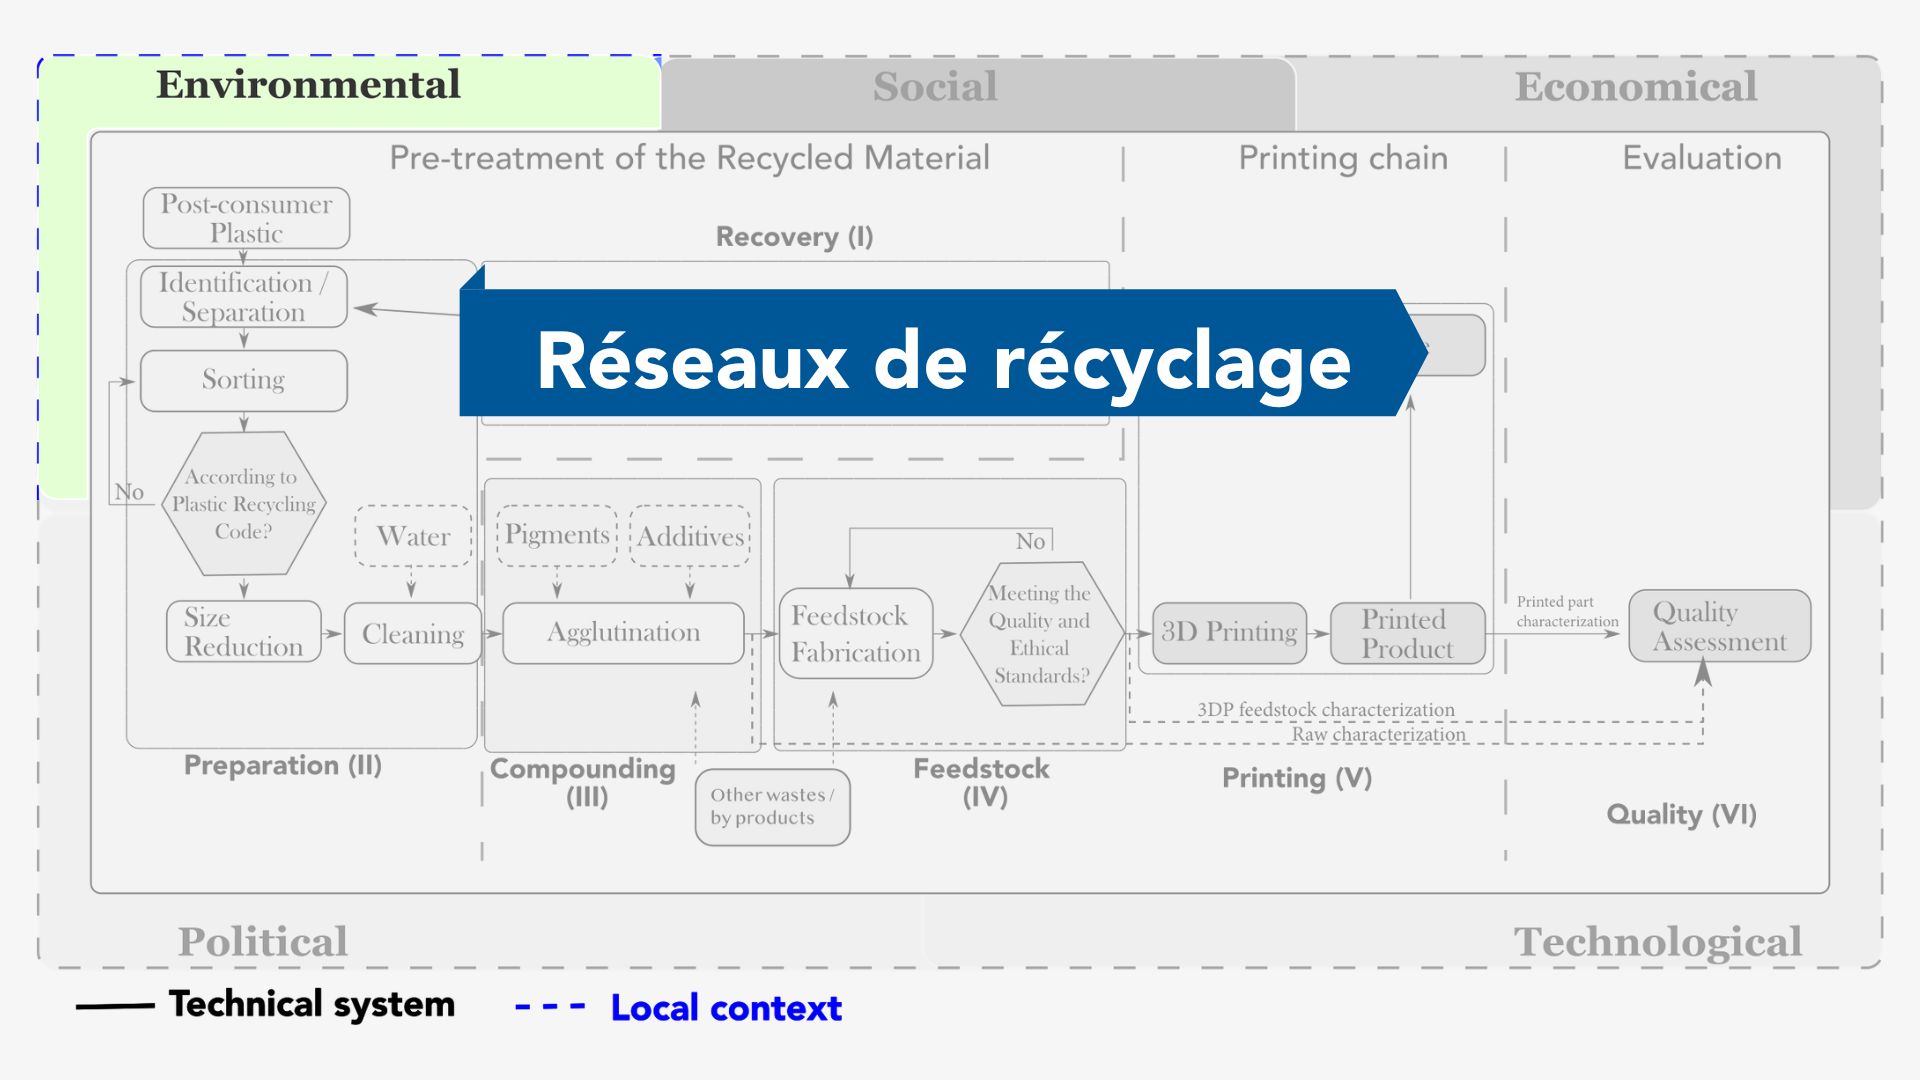 Environmental
Social
Economical
Pre-treatment of the Recycled Material
Printing chain
Evaluation
Post-consumer
Plastic
Recovery (I)
Identification /
Separation
Réseaux de récyclage
Sorting
According to
Plastic Recycling
Code?
No
Water
Pigments
Additives
No
Size
Reduction
Cleaning
Agglutination
Feedstock
Fabrication
Meeting the
Quality and
Ethical
Standards?
3D Printing
Printed
Product
Printed part
characterization
Quality
Assessment
3DP feedstock characterization
Raw characterization
Preparation (II)
Compounding
(III)
Other wastes /
by products
Feedstock
(IV)
Printing (V)
Quality (VI)
Political
Technological
Technical system
Local context